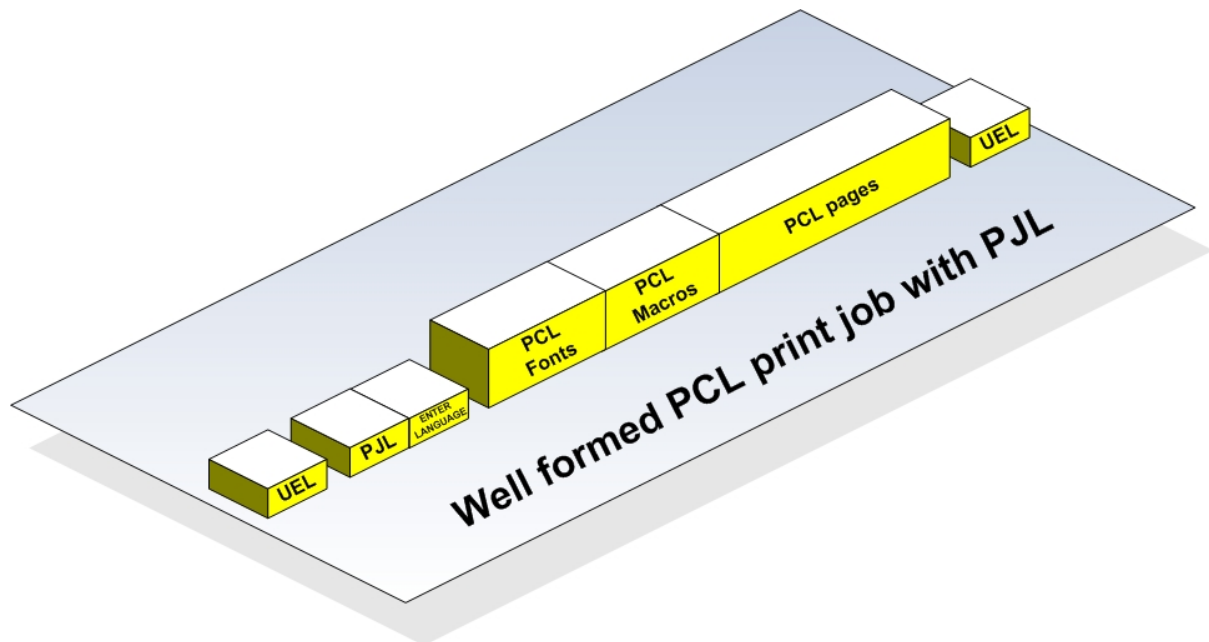 UEL
PJL
ENTER
LANGUAGE
PCL
Fonts
PCL
Macros
PCL pages
UEL
Well formed PCL print job with PJL